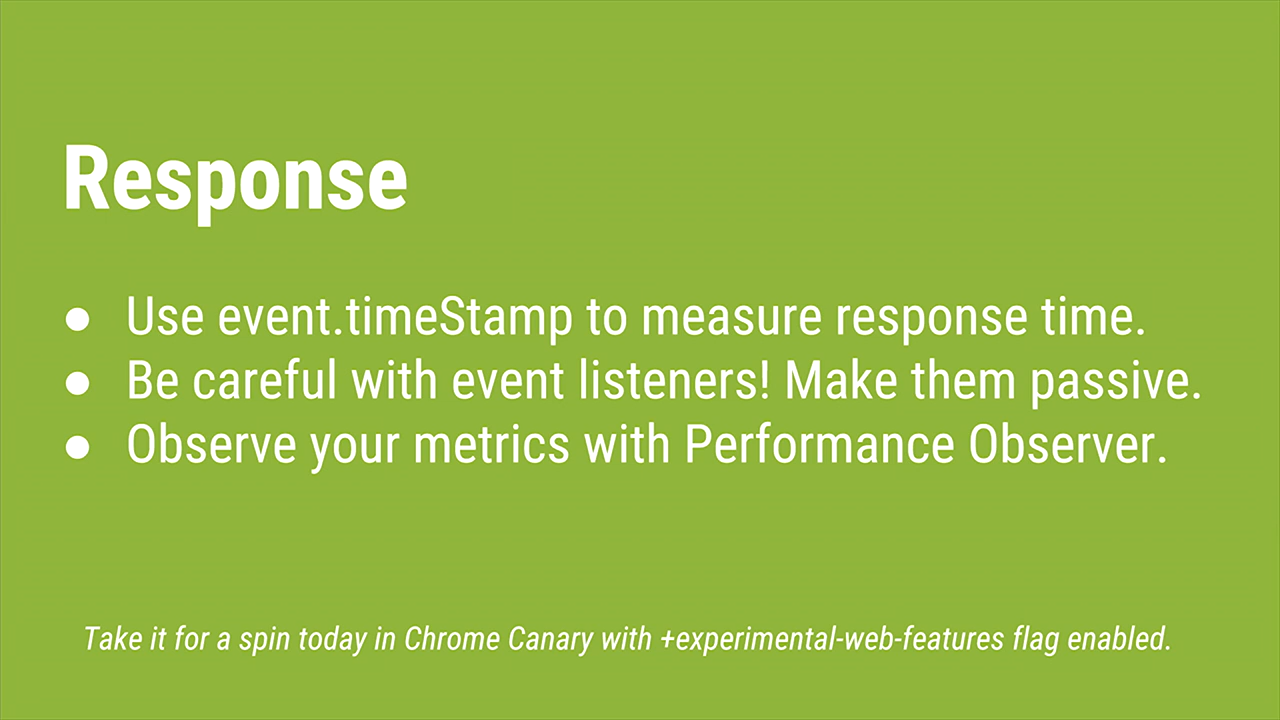 Response
● Use event.timeStamp to measure response time.
● Be careful with event listeners! Make them passive.
● Observe your metrics with Performance Observer.
Take it for a spin today in Chrome Canary with +experimental-web-features flag enabled.